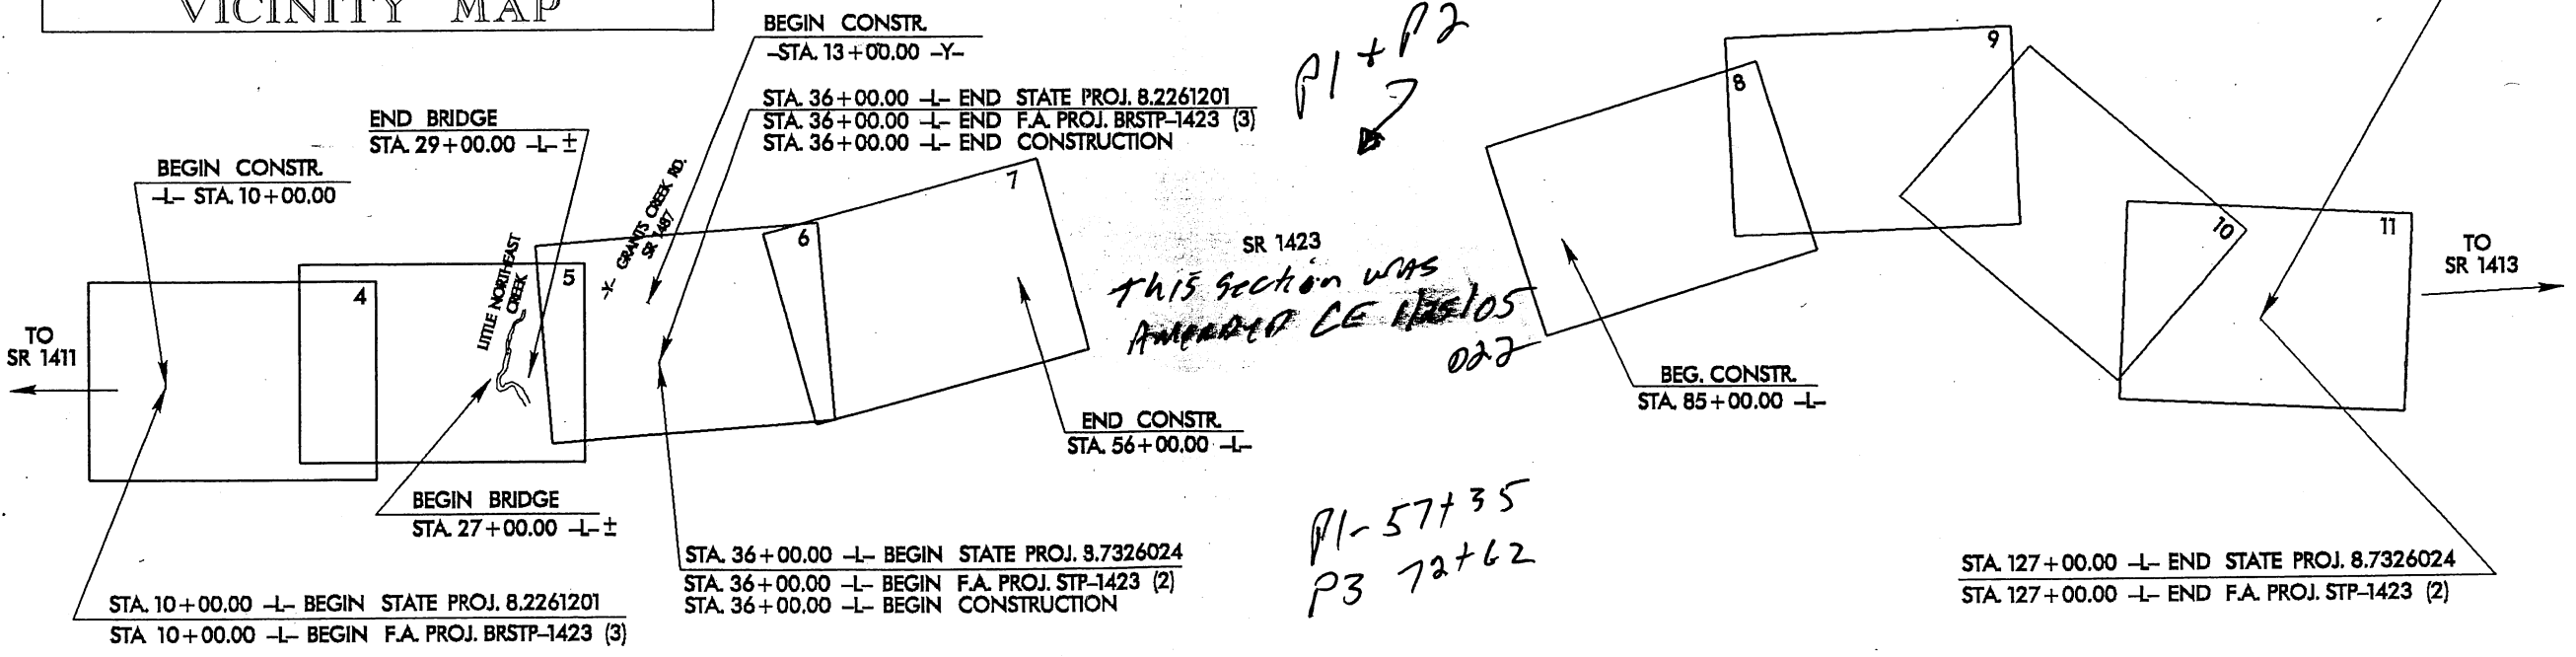 VICINITY MAP
BEGIN CONSTR.
-STA. 13+00.00 -Y-
STA. 36+00.00 -L- END STATE PROJ. 8.2261201
STA. 36+00.00 -L- END F.A. PROJ. BRSTP-1423 (3)
STA. 36+00.00 -L- END CONSTRUCTION
END BRIDGE
STA. 29+00.00 -L- ±
BEGIN CONSTR.
-L- STA. 10+00.00
P1 + P2
-Y- GRANTS CREEK RD.
SR 1487
LITTLE NORTHEAST
CREEK
4
5
6
7
8
9
10
11
TO
SR 1411
SR 1423
This section was
Amended CE 1/25/05
022
TO
SR 1413
BEG. CONSTR.
STA. 85+00.00 -L-
END CONSTR.
STA. 56+00.00 -L-
BEGIN BRIDGE
STA. 27+00.00 -L- ±
P1- 57+35
P3 72+62
STA. 36+00.00 -L- BEGIN STATE PROJ. 8.7326024
STA. 36+00.00 -L- BEGIN F.A. PROJ. STP-1423 (2)
STA. 36+00.00 -L- BEGIN CONSTRUCTION
STA. 10+00.00 -L- BEGIN STATE PROJ. 8.2261201
STA 10+00.00 -L- BEGIN F.A. PROJ. BRSTP-1423 (3)
STA. 127+00.00 -L- END STATE PROJ. 8.7326024
STA. 127+00.00 -L- END F.A. PROJ. STP-1423 (2)